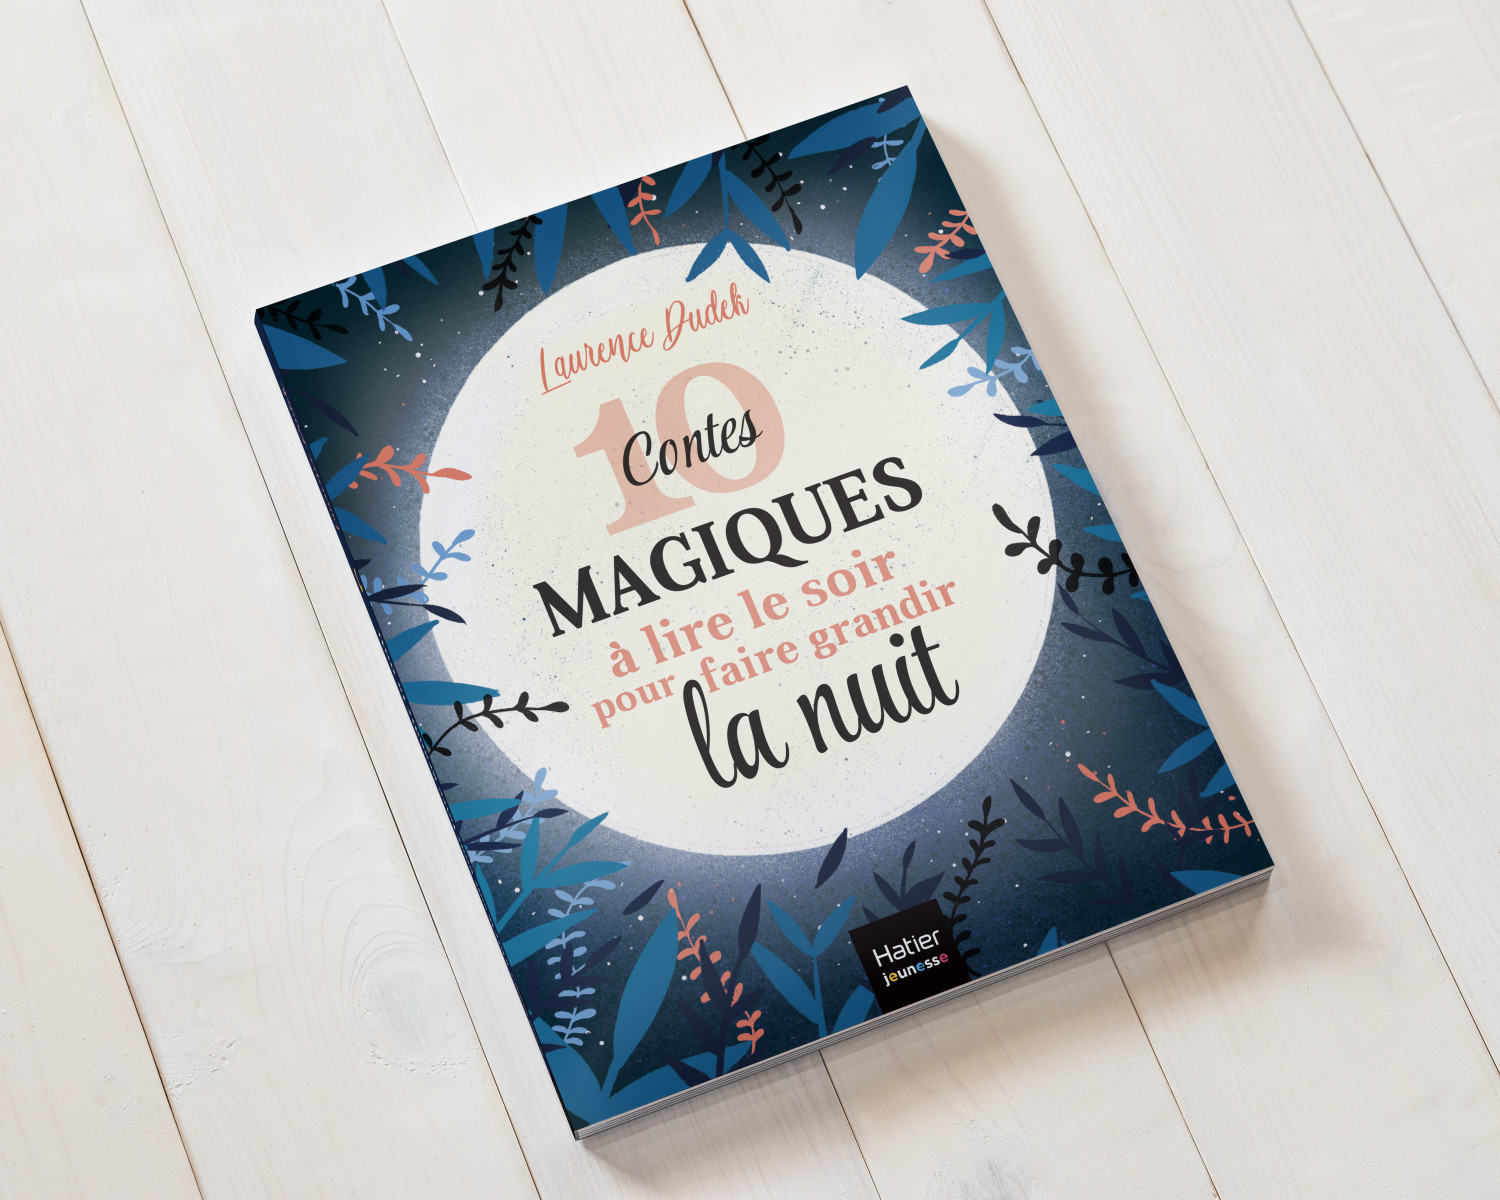 Laurence Dudek
10
Contes
MAGIQUES
à lire le soir
pour faire grandir
la nuit
Hatier
jeunesse